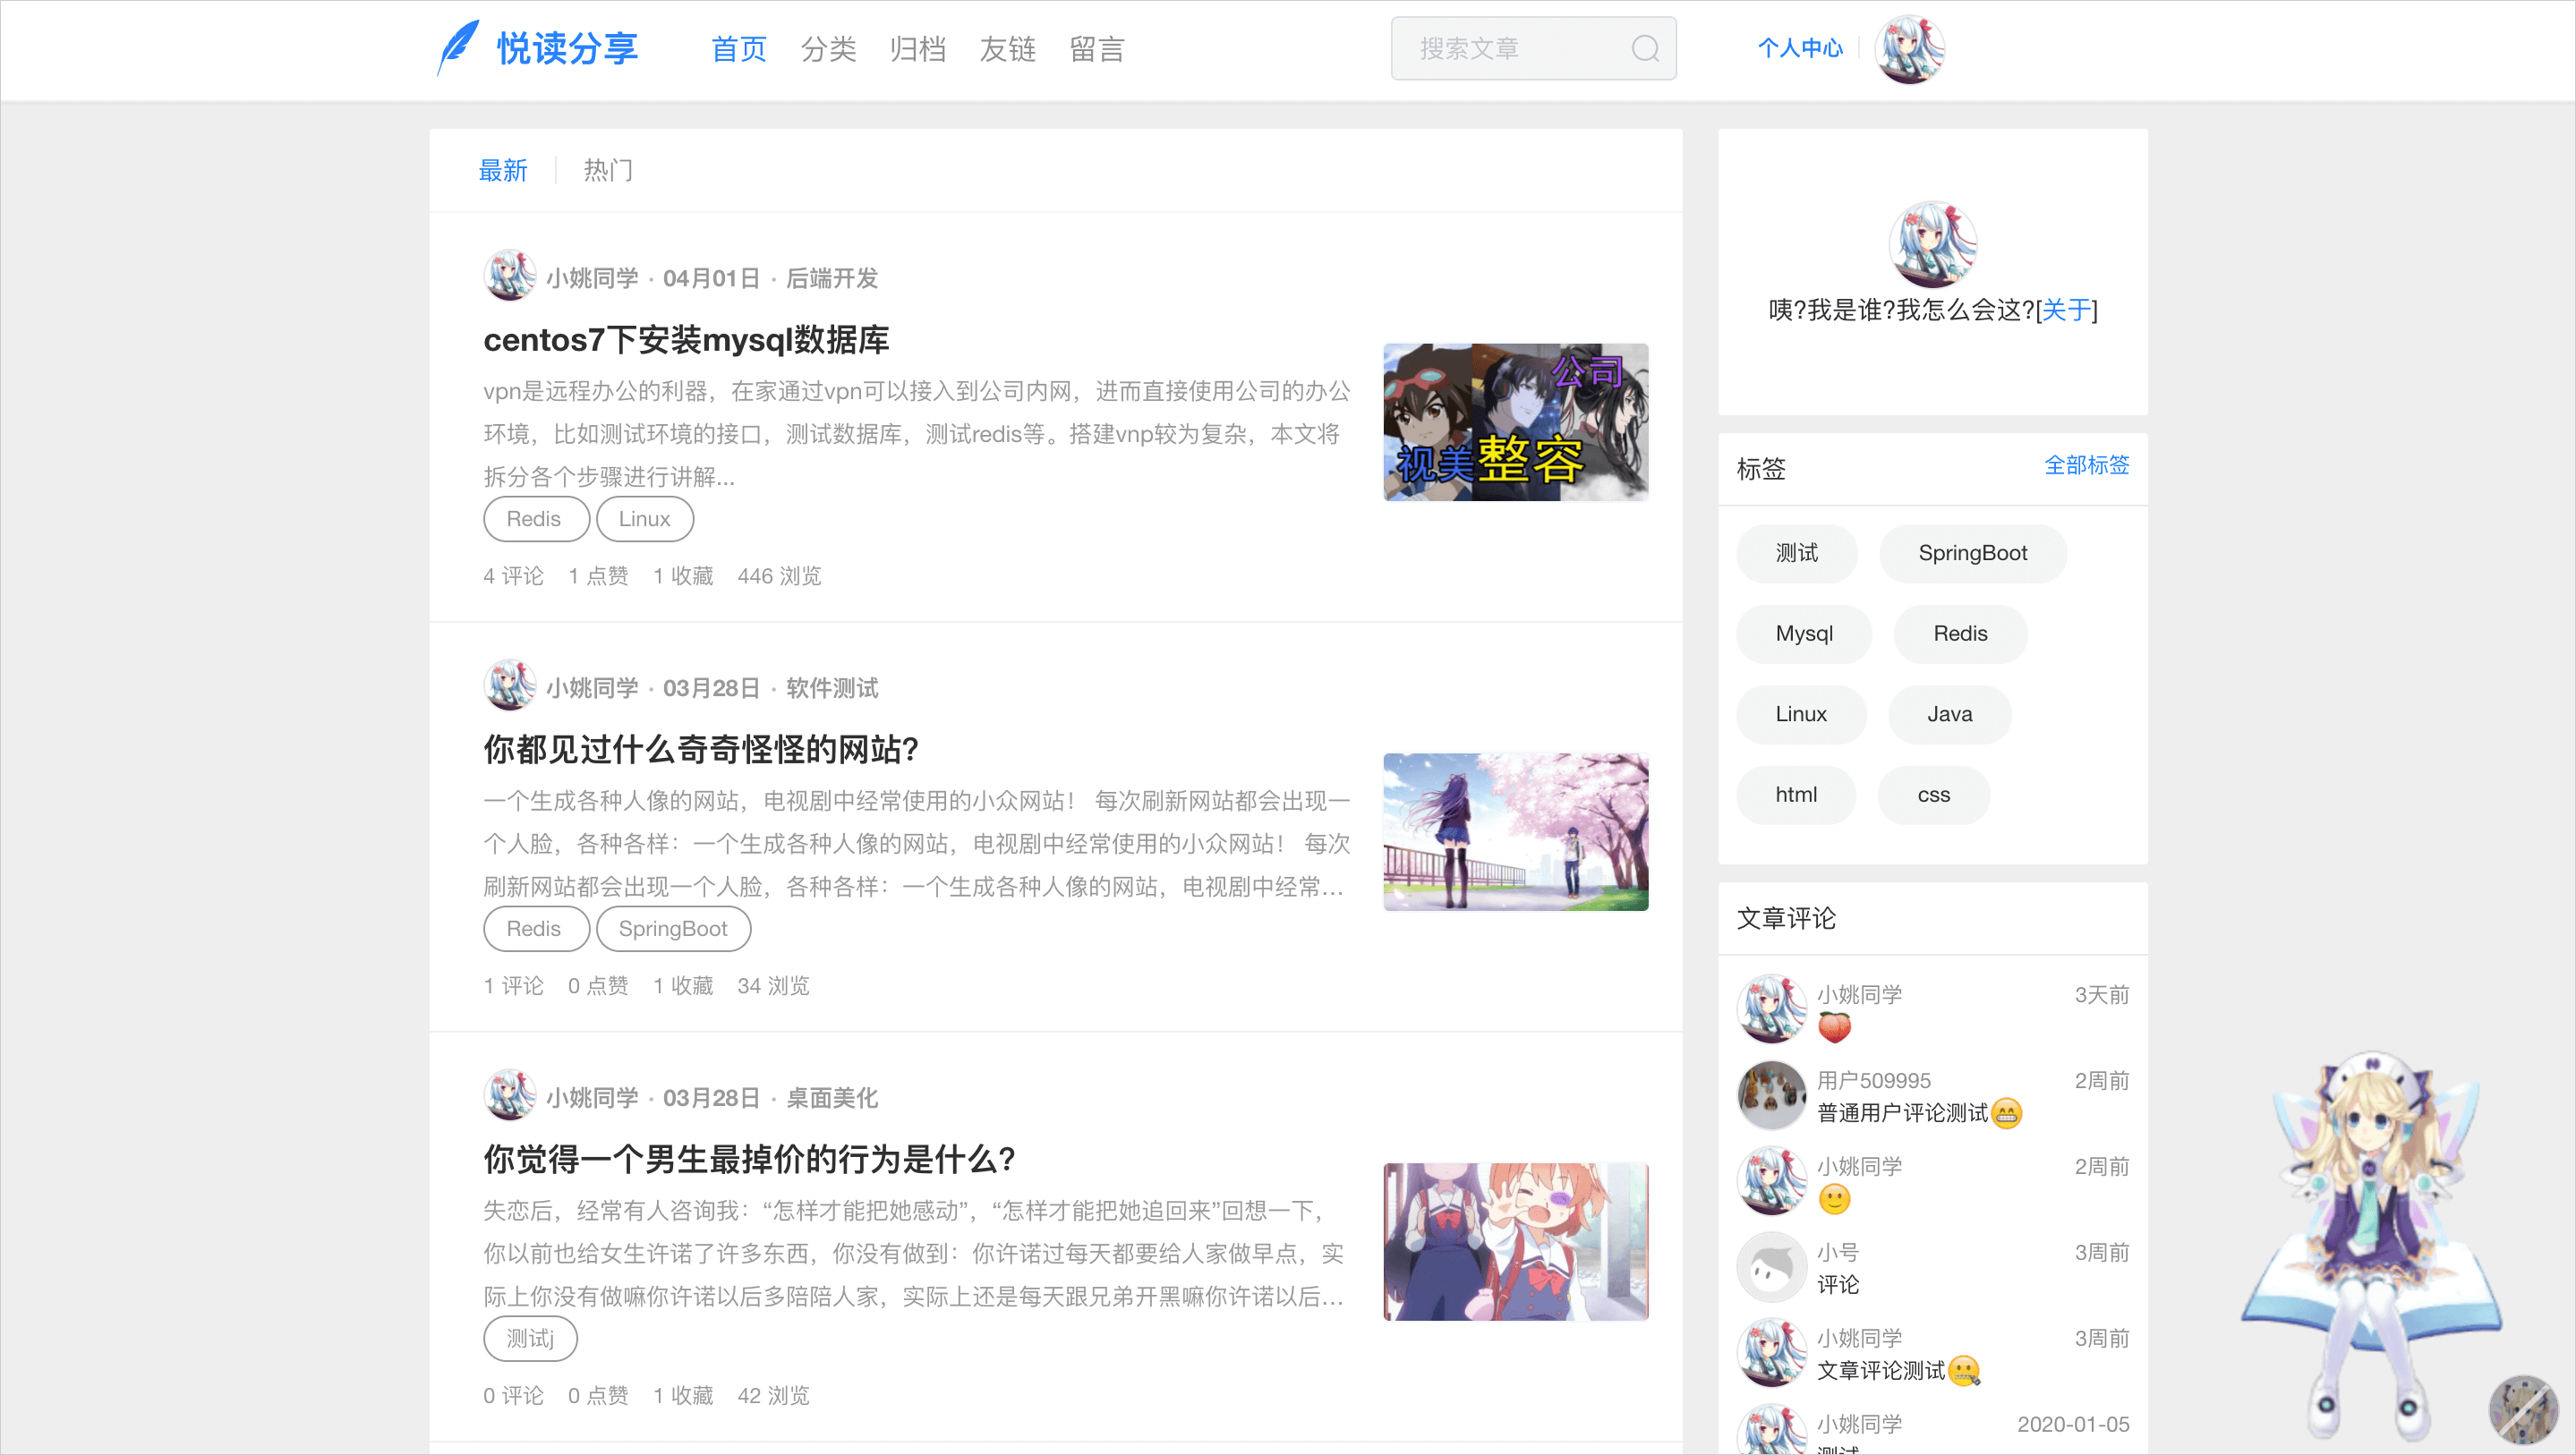 悦读分享
首页 分类 归档 友链 留言
搜索文章
个人中心
最新 热门
小姚同学 · 04月01日 · 后端开发
centos7下安装mysql数据库
vpn是远程办公的利器，在家通过vpn可以接入到公司内网，进而直接使用公司的办公
环境，比如测试环境的接口，测试数据库，测试redis等。搭建vnp较为复杂，本文将
拆分各个步骤进行讲解...
Redis Linux
4 评论 1 点赞 1 收藏 446 浏览
公司
视美整容
小姚同学 · 03月28日 · 软件测试
你都见过什么奇奇怪怪的网站?
一个生成各种人像的网站，电视剧中经常使用的小众网站！ 每次刷新网站都会出现一
个人脸，各种各样：一个生成各种人像的网站，电视剧中经常使用的小众网站！ 每次
刷新网站都会出现一个人脸，各种各样：一个生成各种人像的网站，电视剧中经常...
Redis SpringBoot
1 评论 0 点赞 1 收藏 34 浏览
小姚同学 · 03月28日 · 桌面美化
你觉得一个男生最掉价的行为是什么?
失恋后，经常有人咨询我：“怎样才能把她感动”，“怎样才能把她追回来”回想一下，
你以前也给女生许诺了许多东西，你没有做到：你许诺过每天都要给人家做早点，实
际上你没有做嘛你许诺以后多陪陪人家，实际上还是每天跟兄弟开黑嘛你许诺以后...
测试j
0 评论 0 点赞 1 收藏 42 浏览
咦?我是谁?我怎么会这?[关于]
标签 全部标签
测试 SpringBoot
Mysql Redis
Linux Java
html css
文章评论
小姚同学 3天前
🍑
用户509995 2周前
普通用户评论测试😁
小姚同学 2周前
🙂
小号 3周前
评论
小姚同学 3周前
文章评论测试🤐
小姚同学 2020-01-05
测试